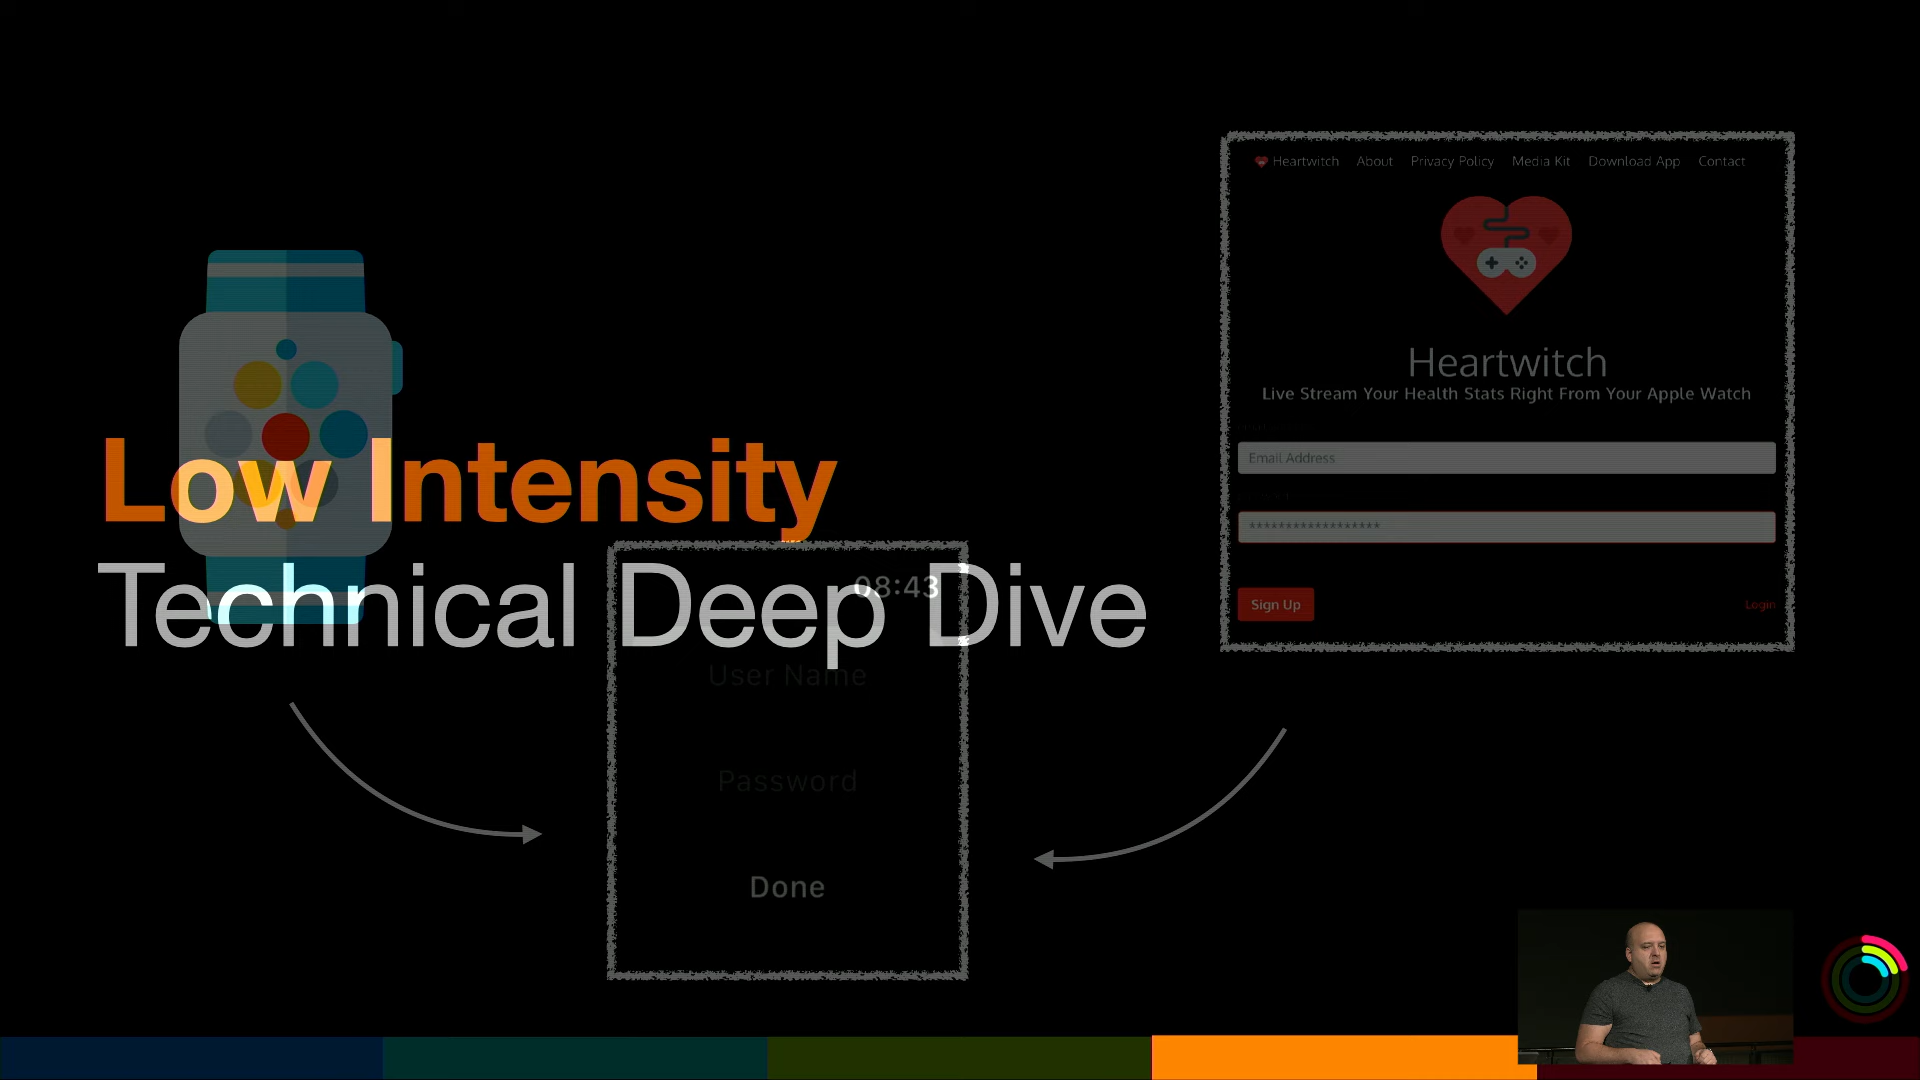 Low Intensity
Technical Deep Dive
08:43
User Name
Password
Done
Heartwitch About Privacy Policy Media Kit Download App Contact
Heartwitch
Live Stream Your Health Stats Right From Your Apple Watch
Email Address
******************
Sign Up Login